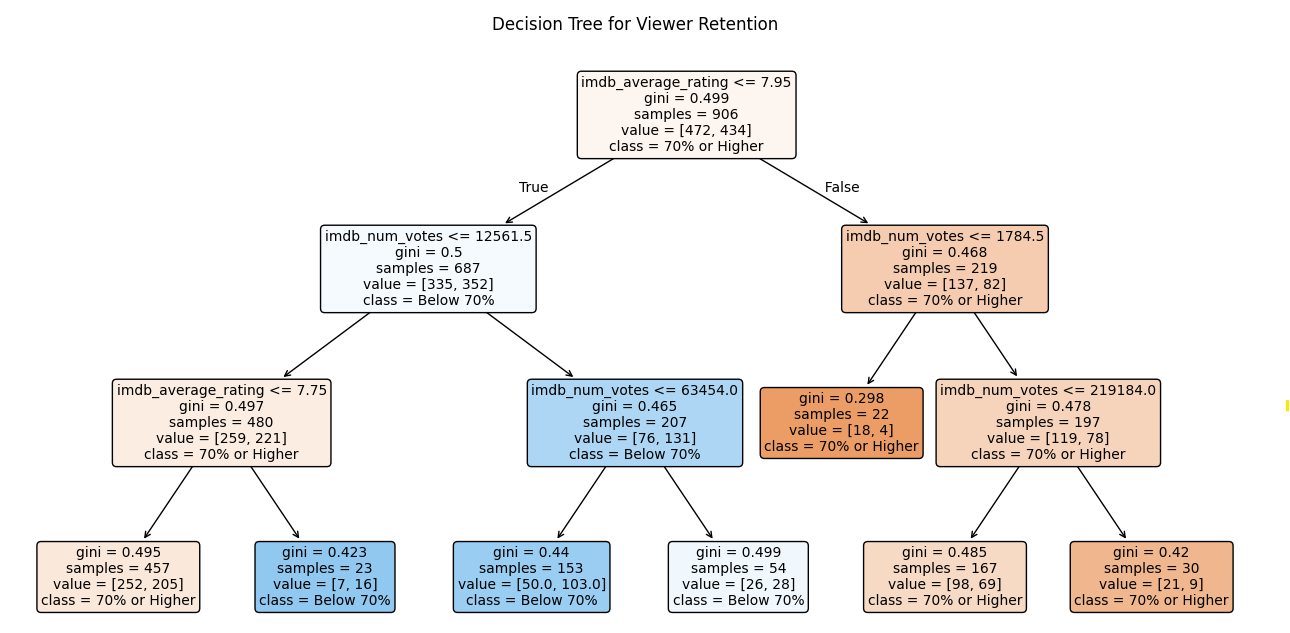 Decision Tree for Viewer Retention
imdb_average_rating <= 7.95
gini = 0.499
samples = 906
value = [472, 434]
class = 70% or Higher
True
False
imdb_num_votes <= 12561.5
gini = 0.5
samples = 687
value = [335, 352]
class = Below 70%
imdb_num_votes <= 1784.5
gini = 0.468
samples = 219
value = [137, 82]
class = 70% or Higher
imdb_average_rating <= 7.75
gini = 0.497
samples = 480
value = [259, 221]
class = 70% or Higher
imdb_num_votes <= 63454.0
gini = 0.465
samples = 207
value = [76, 131]
class = Below 70%
gini = 0.298
samples = 22
value = [18, 4]
class = 70% or Higher
imdb_num_votes <= 219184.0
gini = 0.478
samples = 197
value = [119, 78]
class = 70% or Higher
gini = 0.495
samples = 457
value = [252, 205]
class = 70% or Higher
gini = 0.423
samples = 23
value = [7, 16]
class = Below 70%
gini = 0.44
samples = 153
value = [50.0, 103.0]
class = Below 70%
gini = 0.499
samples = 54
value = [26, 28]
class = Below 70%
gini = 0.485
samples = 167
value = [98, 69]
class = 70% or Higher
gini = 0.42
samples = 30
value = [21, 9]
class = 70% or Higher